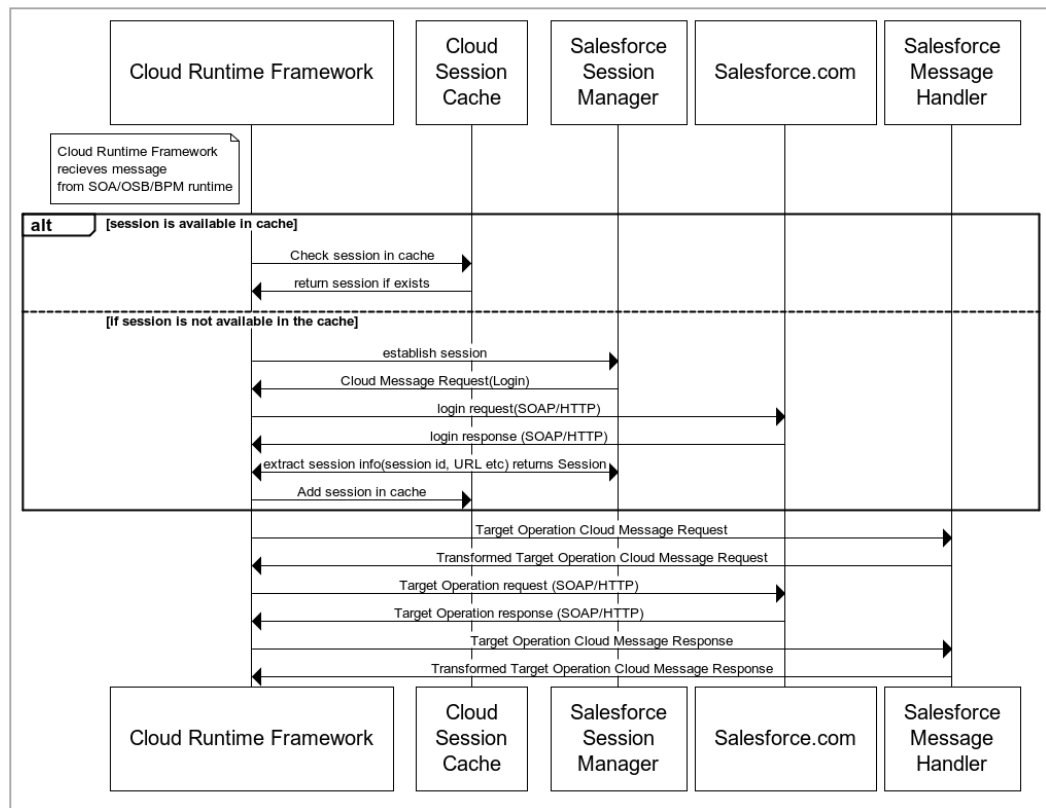 Cloud Runtime Framework
Cloud
Session
Cache
Salesforce
Session
Manager
Salesforce.com
Salesforce
Message
Handler
Cloud Runtime Framework
recieves message
from SOA/OSB/BPM runtime
alt
[session is available in cache]
Check session in cache
return session if exists
[If session is not available in the cache]
establish session
Cloud Message Request(Login)
login request(SOAP/HTTP)
login response (SOAP/HTTP)
extract session info(session id, URL etc) returns Session
Add session in cache
Target Operation Cloud Message Request
Transformed Target Operation Cloud Message Request
Target Operation request (SOAP/HTTP)
Target Operation response (SOAP/HTTP)
Target Operation Cloud Message Response
Transformed Target Operation Cloud Message Response
Cloud Runtime Framework
Cloud
Session
Cache
Salesforce
Session
Manager
Salesforce.com
Salesforce
Message
Handler